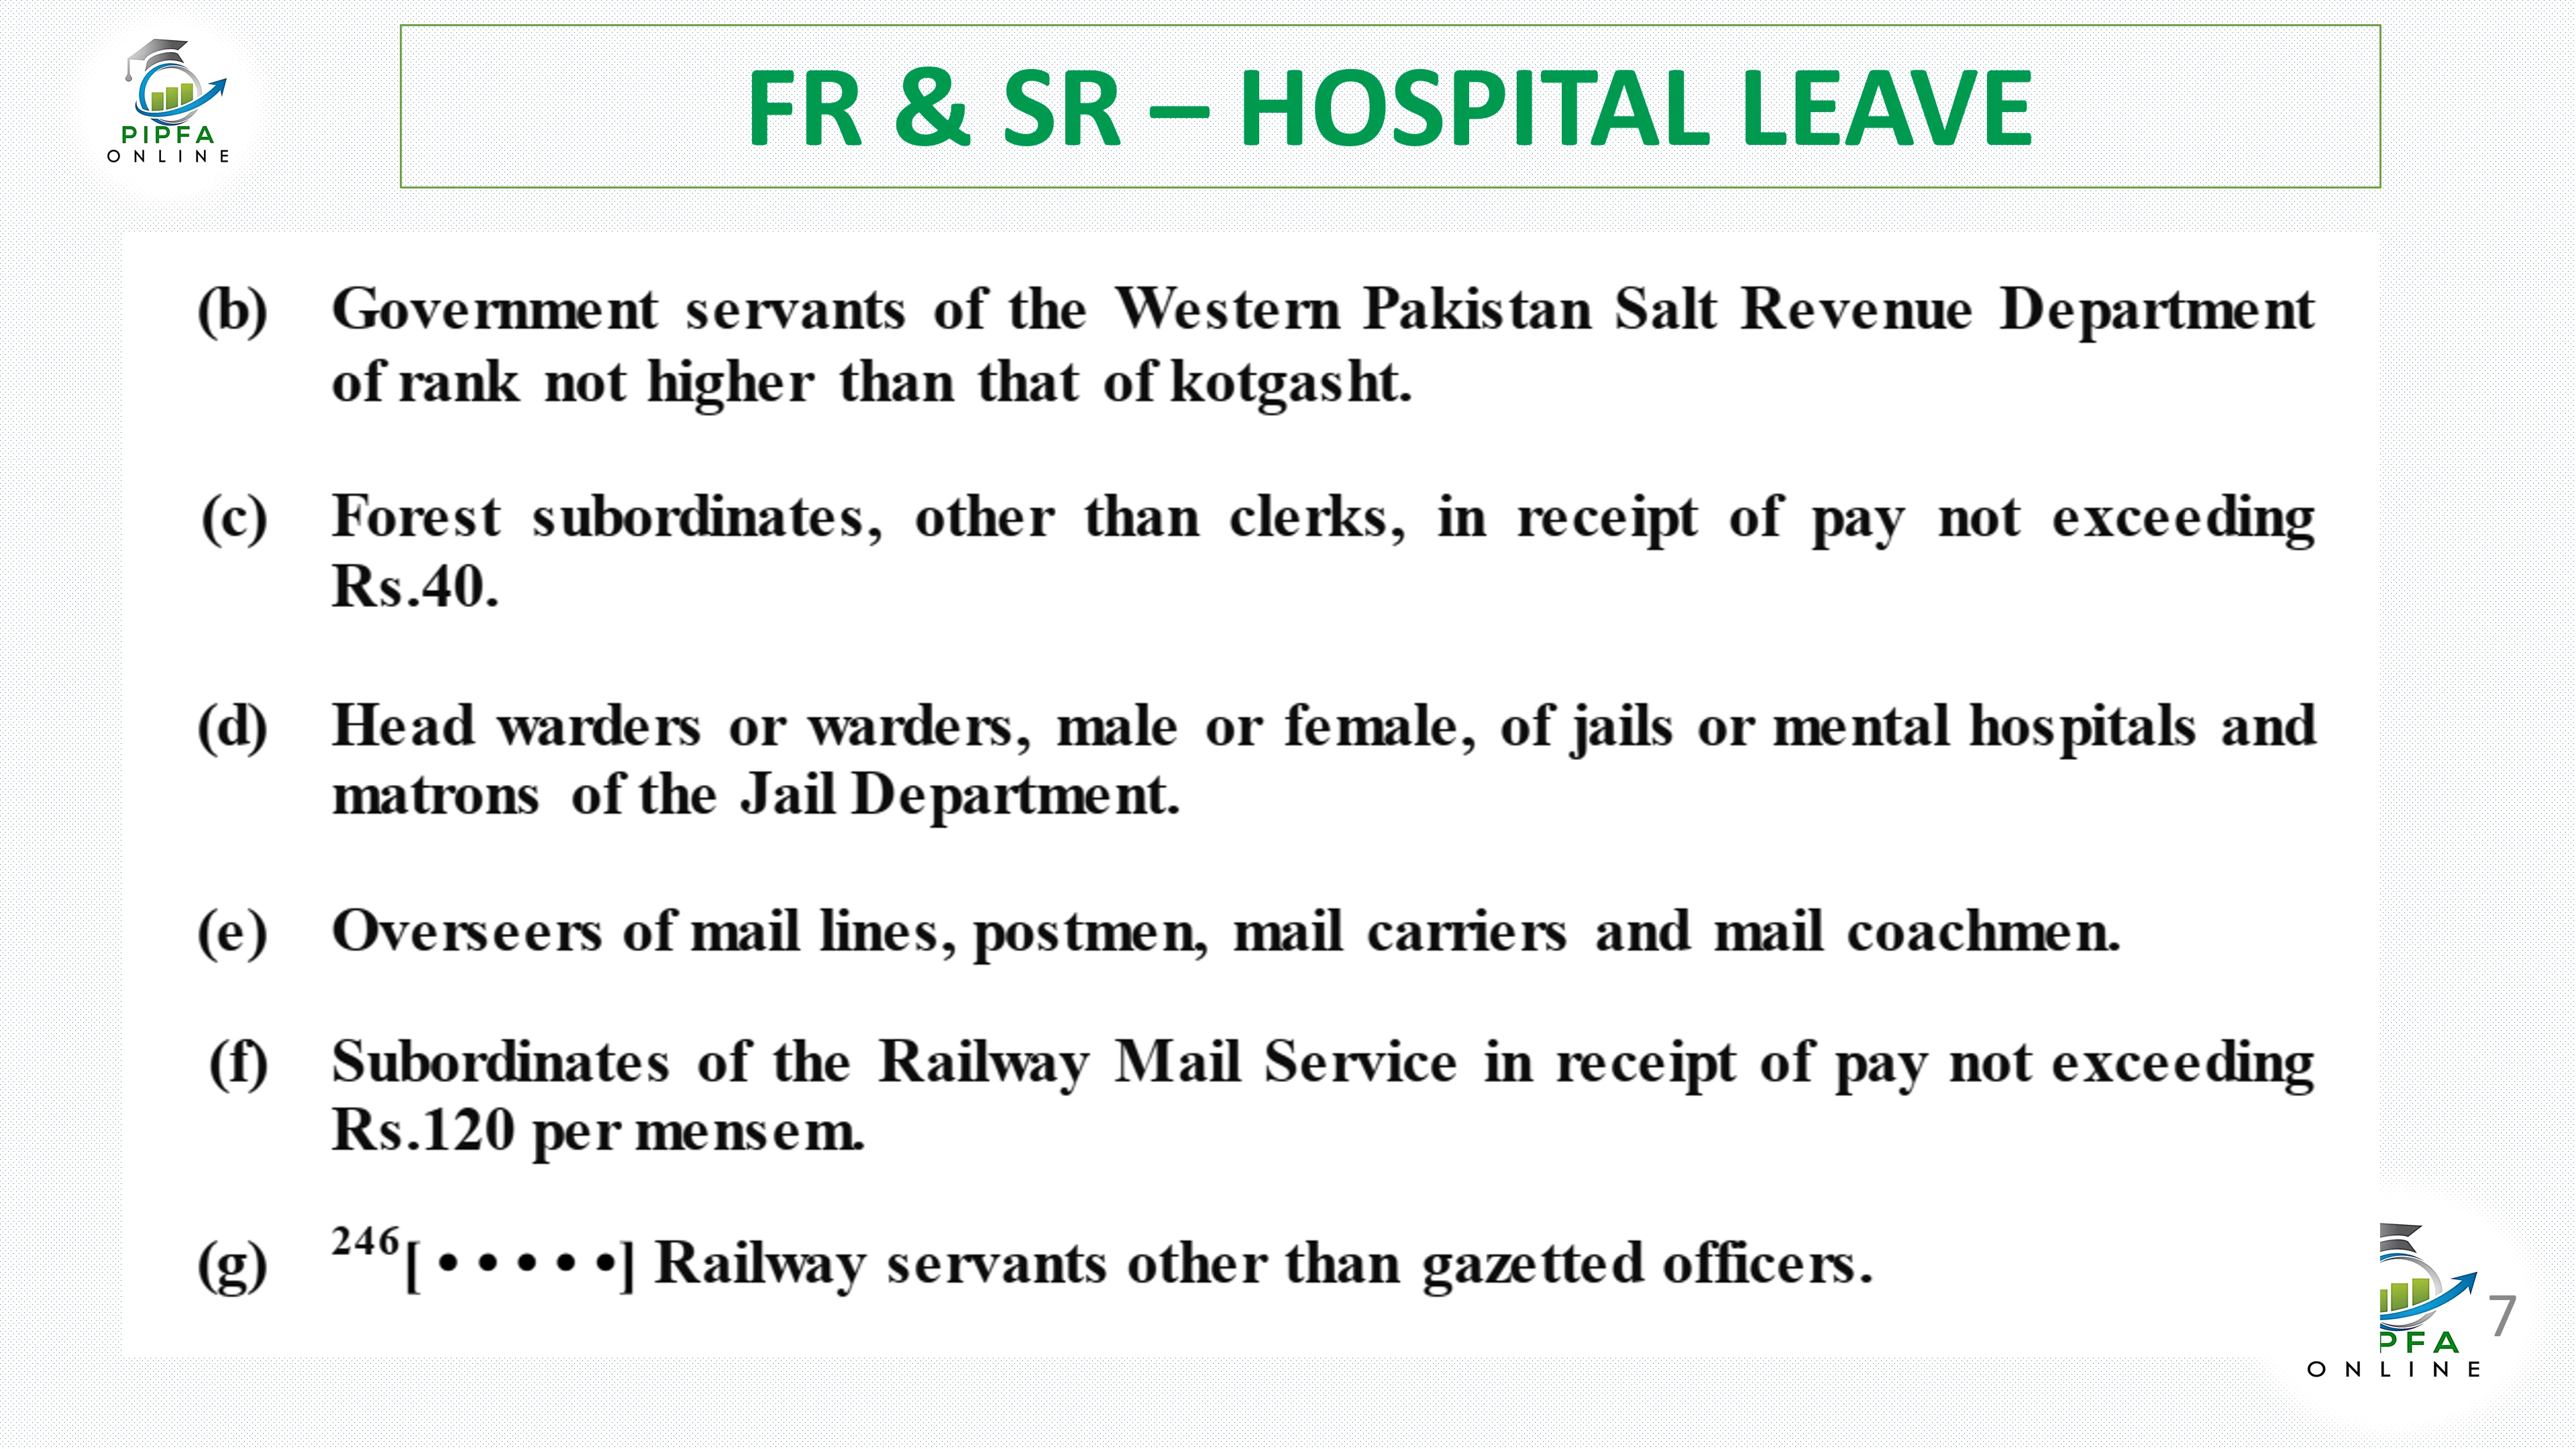 PIPFA
ONLINE
FR & SR – HOSPITAL LEAVE
(b) Government servants of the Western Pakistan Salt Revenue Department
of rank not higher than that of kotgasht.
(c) Forest subordinates, other than clerks, in receipt of pay not exceeding
Rs.40.
(d) Head warders or warders, male or female, of jails or mental hospitals and
matrons of the Jail Department.
(e) Overseers of mail lines, postmen, mail carriers and mail coachmen.
(f) Subordinates of the Railway Mail Service in receipt of pay not exceeding
Rs.120 per mensem.
(g) 246[ • • • • •] Railway servants other than gazetted officers.
7
PFA
ONLINE